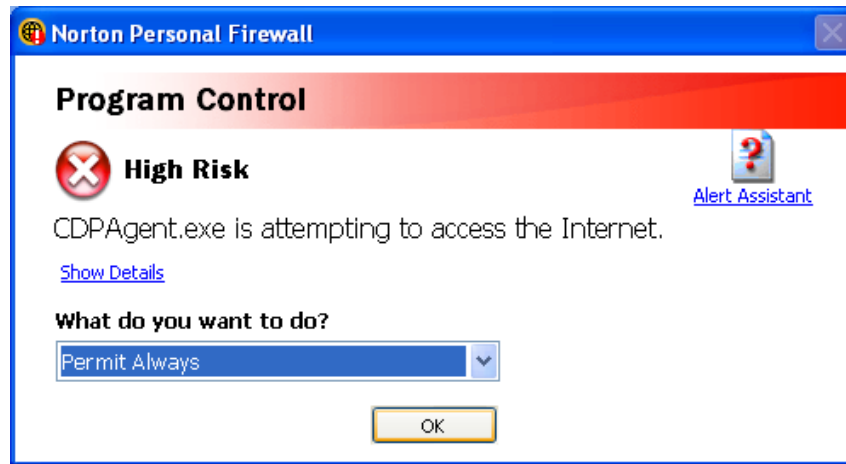 Norton Personal Firewall
Program Control
High Risk
Alert Assistant
CDPAgent.exe is attempting to access the Internet.
Show Details
What do you want to do?
Permit Always
OK